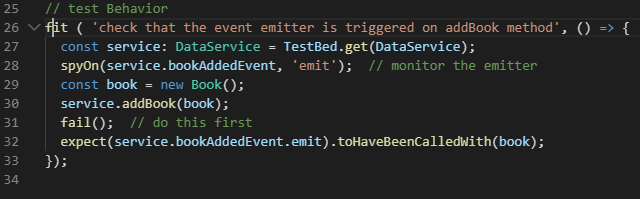 25 // test Behavior
26 fit ( 'check that the event emitter is triggered on addBook method', () => {
27 const service: DataService = TestBed.get(DataService);
28 spyOn(service.bookAddedEvent, 'emit'); // monitor the emitter
29 const book = new Book();
30 service.addBook(book);
31 fail(); // do this first
32 expect(service.bookAddedEvent.emit).toHaveBeenCalledWith(book);
33 });
34